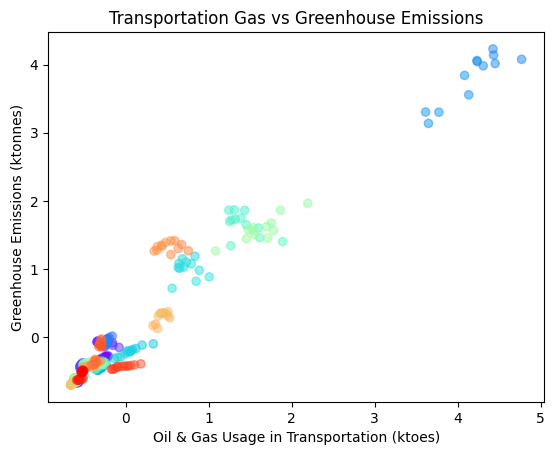 Transportation Gas vs Greenhouse Emissions
Greenhouse Emissions (ktonnes)
4
3
2
1
0
0 1 2 3 4 5
Oil & Gas Usage in Transportation (ktoes)